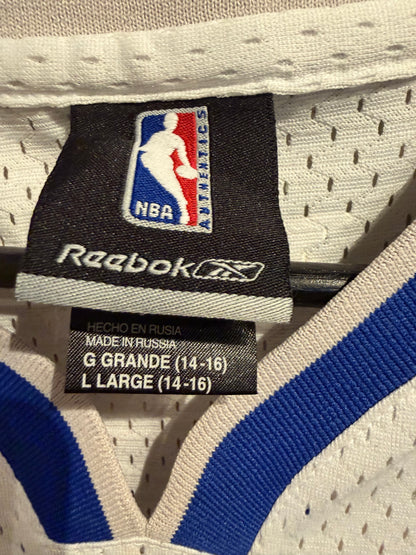 NBA
AUTHENTICS
Reebok
HECHO EN RUSIA
MADE IN RUSSIA
G GRANDE (14-16)
L LARGE (14-16)